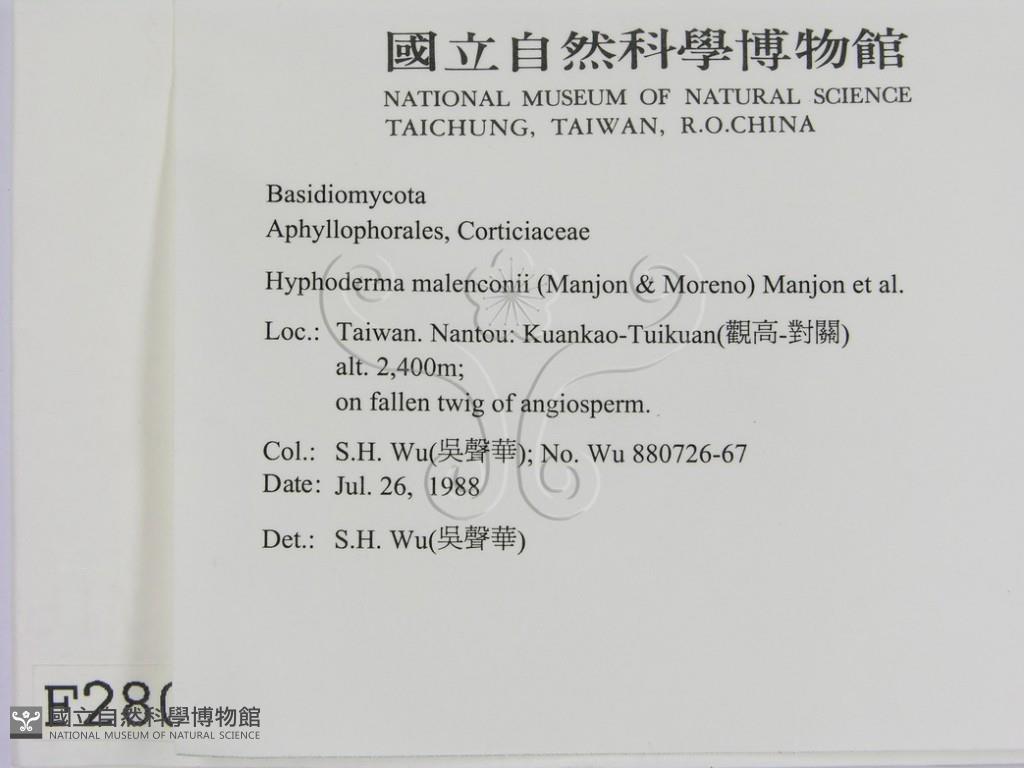 國立自然科學博物館
NATIONAL MUSEUM OF NATURAL SCIENCE
TAICHUNG, TAIWAN, R.O.CHINA
Basidiomycota
Aphyllophorales, Corticiaceae
Hyphoderma malenconii (Manjon & Moreno) Manjon et al.
Loc.: Taiwan. Nantou: Kuankao-Tuikuan(觀高-對關)
alt. 2,400m;
on fallen twig of angiosperm.
Col.: S.H. Wu(吳聲華); No. Wu 880726-67
Date: Jul. 26, 1988
Det.: S.H. Wu(吳聲華)
F280
國立自然科學博物館
NATIONAL MUSEUM OF NATURAL SCIENCE